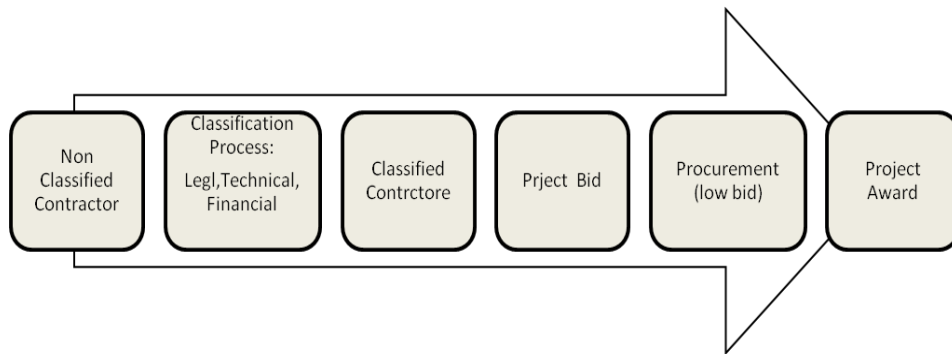 Non
Classified
Contractor
Classification
Process:
Legl,Technical,
Financial
Classified
Contrctore
Prject Bid
Procurement
(low bid)
Project
Award